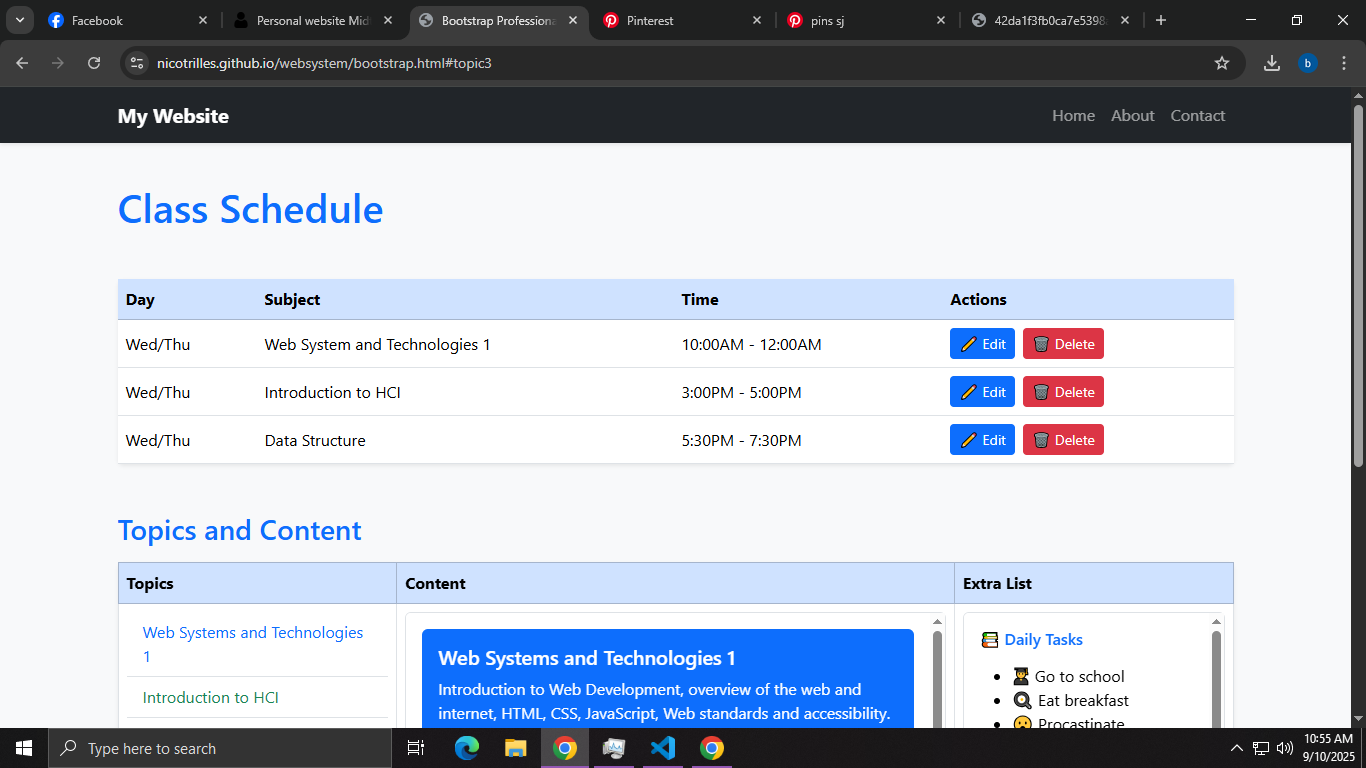 Facebook
Personal website Mid
Bootstrap Professiona
Pinterest
pins sj
42da1f3fb0ca7e5398
nicotrilles.github.io/websystem/bootstrap.html#topic3
b
My Website
Home About Contact
Class Schedule
Day Subject Time Actions
Wed/Thu Web System and Technologies 1 10:00AM - 12:00AM Edit Delete
Wed/Thu Introduction to HCI 3:00PM - 5:00PM Edit Delete
Wed/Thu Data Structure 5:30PM - 7:30PM Edit Delete
Topics and Content
Topics Content Extra List
Web Systems and Technologies
1
Introduction to HCI
Web Systems and Technologies 1
Introduction to Web Development, overview of the web and
internet, HTML, CSS, JavaScript, Web standards and accessibility.
Daily Tasks
Go to school
Eat breakfast
Procastinate
Type here to search
10:55 AM
9/10/2025